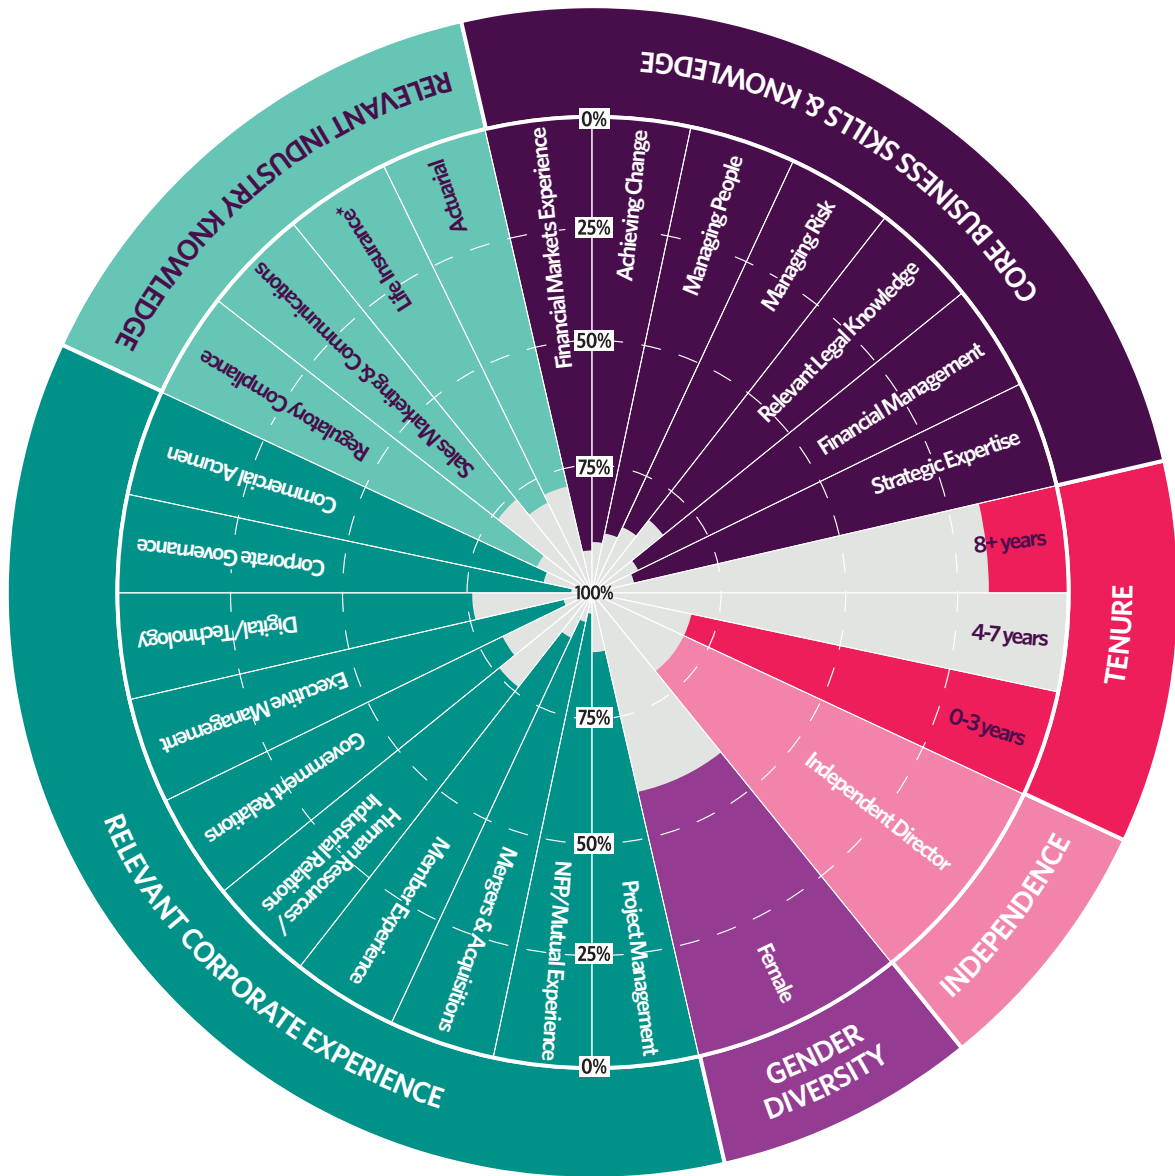 CORE BUSINESS SKILLS & KNOWLEDGE
Financial Markets Experience
Achieving Change
Managing People
Managing Risk
Relevant Legal Knowledge
Financial Management
Strategic Expertise
TENURE
8+ years
4-7 years
0-3 years
INDEPENDENCE
Independent Director
GENDER
DIVERSITY
Female
RELEVANT CORPORATE EXPERIENCE
Project Management
NFP/Mutual Experience
Mergers & Acquisitions
Member Experience
Human Resources/
Industrial Relations
Government Relations
Executive Management
Digital/Technology
Corporate Governance
Commercial Acumen
RELEVANT INDUSTRY KNOWLEDGE
Regulatory Compliance
Sales Marketing & Communications
Life Insurance*
Actuarial
0%
25%
50%
75%
100%
75%
50%
25%
0%